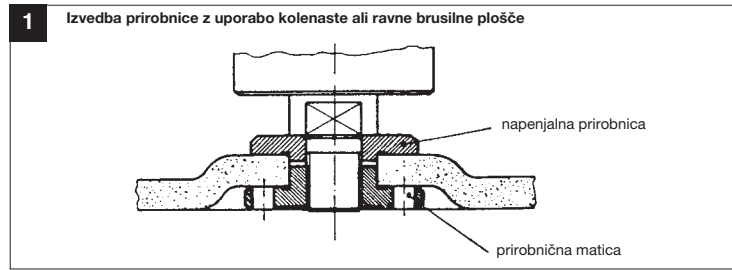 1
Izvedba prirobnice z uporabo kolenaste ali ravne brusilne plošče
napenjalna prirobnica
prirobnična matica